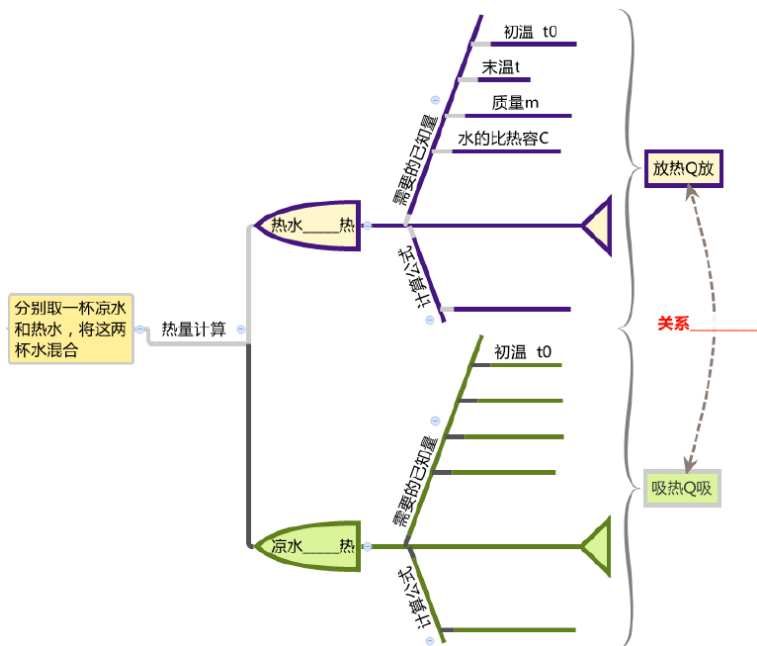 初温 t0
末温t
质量m
水的比热容C
需要的已知量
热水_____热
计算公式
放热Q放
分别取一杯凉水
和热水，将这两
杯水混合
热量计算
关系__________
初温 t0
需要的已知量
凉水_____热
计算公式
吸热Q吸